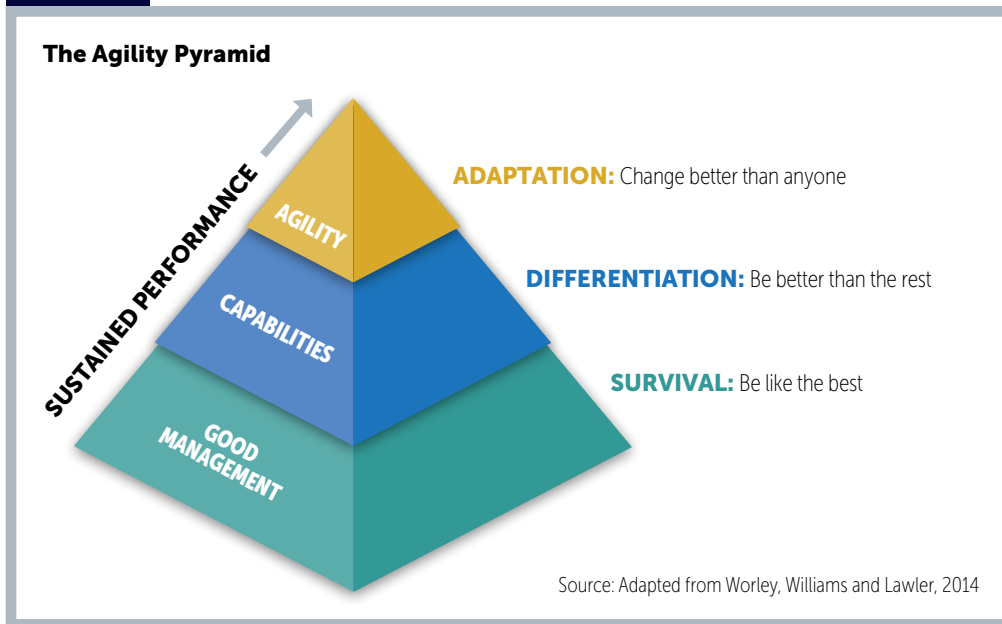 The Agility Pyramid
SUSTAINED PERFORMANCE
AGILITY
ADAPTATION: Change better than anyone
CAPABILITIES
DIFFERENTIATION: Be better than the rest
GOOD
MANAGEMENT
SURVIVAL: Be like the best
Source: Adapted from Worley, Williams and Lawler, 2014